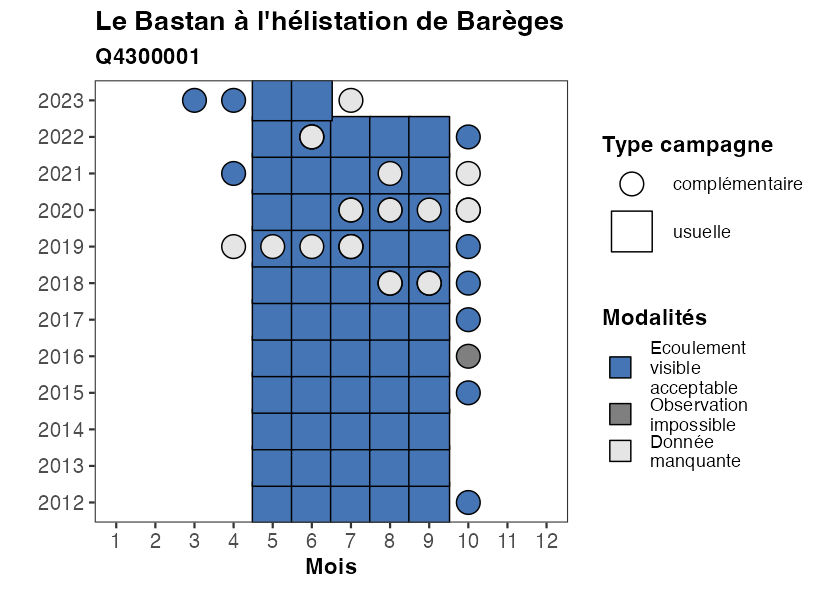 Le Bastan à l'hélistation de Barèges
Q4300001
2023
2022
2021
2020
2019
2018
2017
2016
2015
2014
2013
2012
1 2 3 4 5 6 7 8 9 10 11 12
Mois
Type campagne
complémentaire
usuelle
Modalités
Ecoulement
visible
acceptable
Observation
impossible
Donnée
manquante